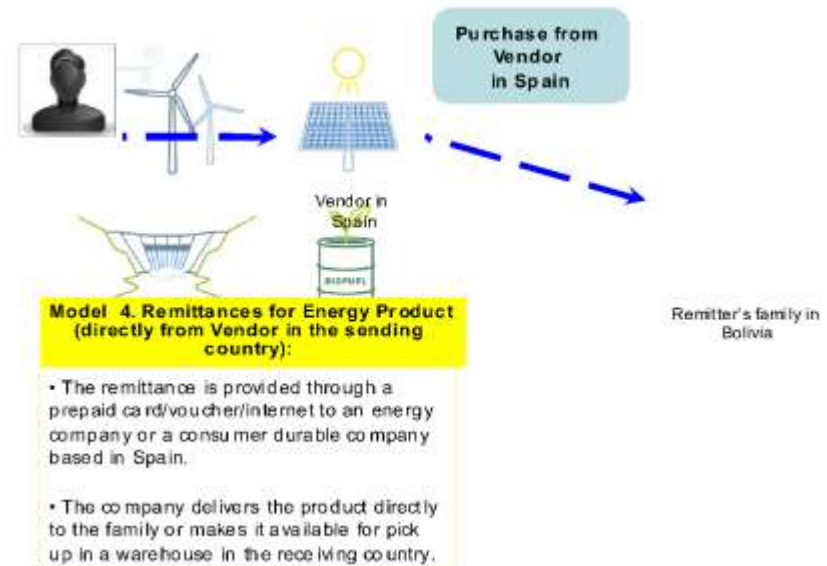 Purchase from
Vendor
in Spain
Vendor in
Spain
BIOFUEL
Model 4. Remittances for Energy Product
(directly from Vendor in the sending
country):
Remitter's family in
Bolivia
• The remittance is provided through a
prepaid card/voucher/internet to an energy
company or a consumer durable company
based in Spain.
• The company delivers the product directly
to the family or makes it available for pick
up in a warehouse in the receiving country.